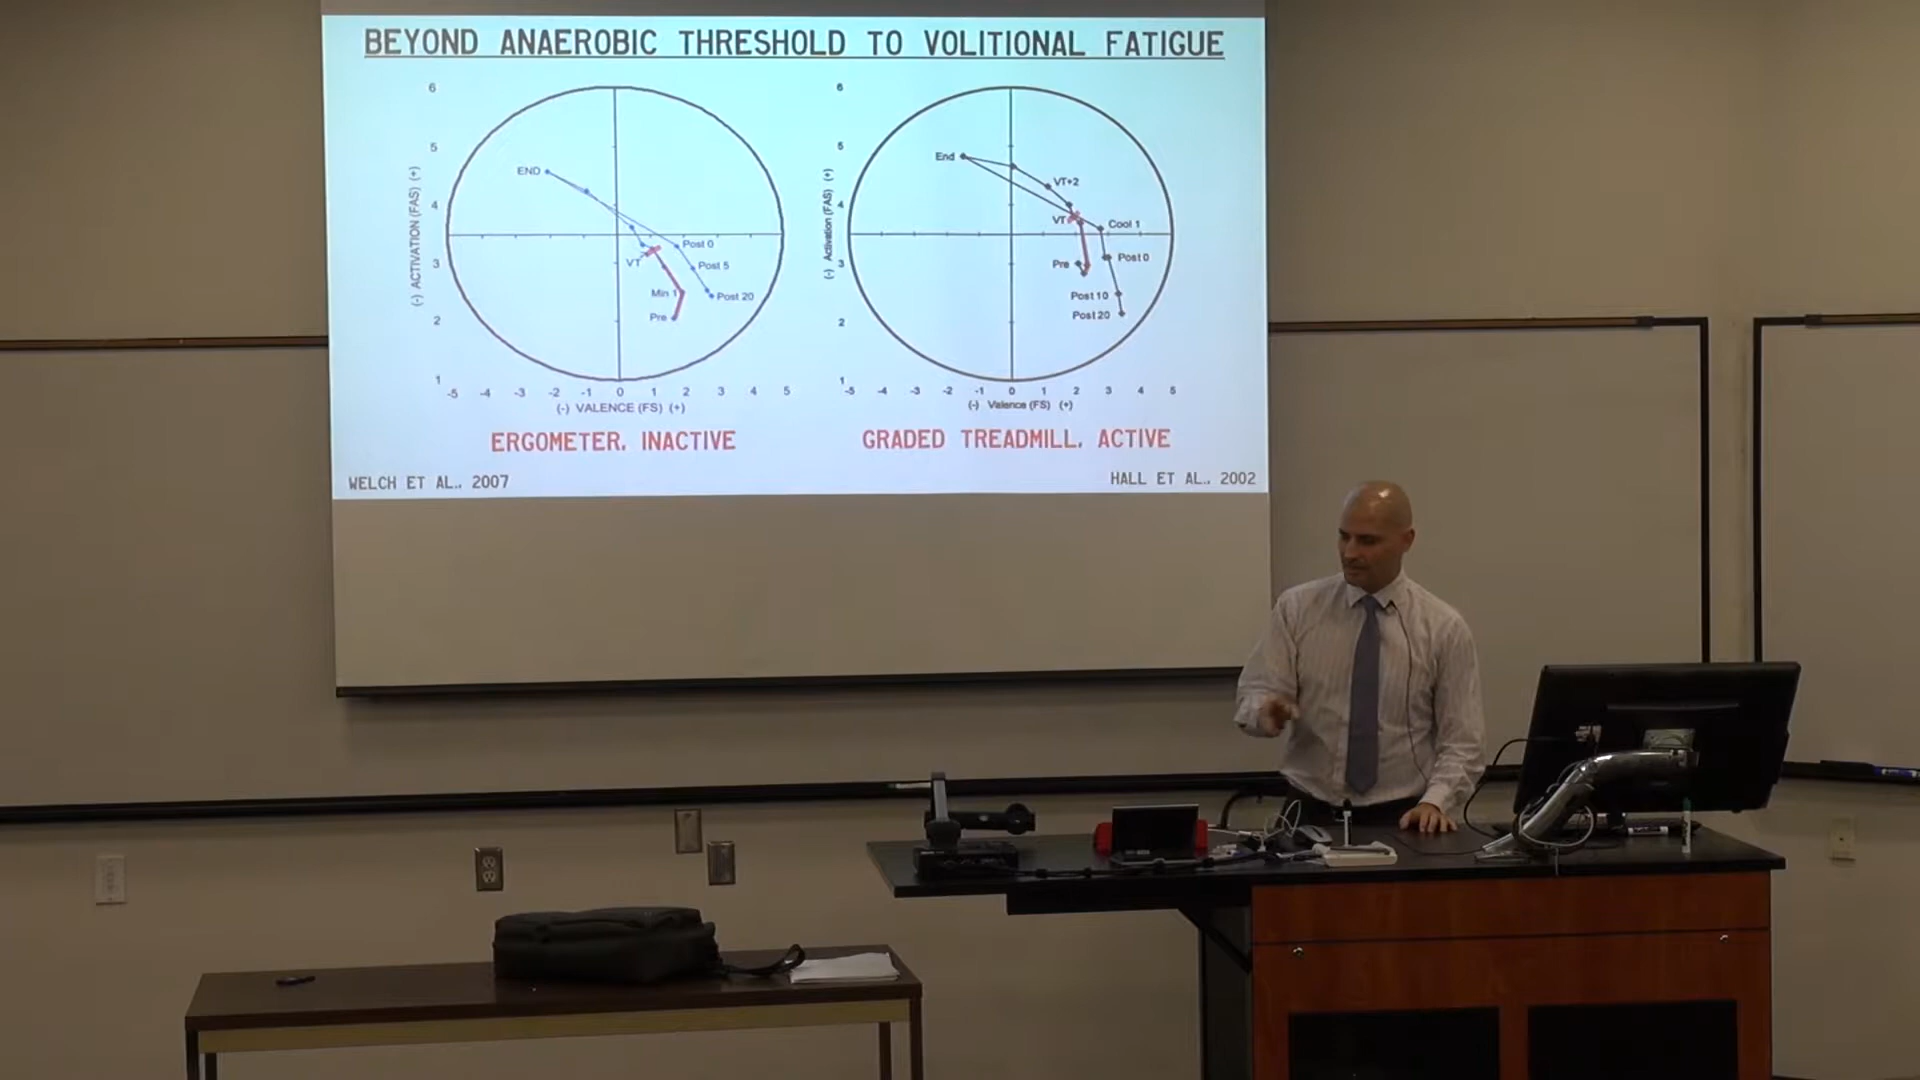 BEYOND ANAEROBIC THRESHOLD TO VOLITIONAL FATIGUE
6
5
4
3
2
1
(-) ACTIVATION (FAS) (+)
END
Post 0
VT
Post 5
Min 1
Post 20
Pre
-5 -4 -3 -2 -1 0 1 2 3 4 5
(-) VALENCE (FS) (+)
ERGOMETER. INACTIVE
WELCH ET AL.. 2007
6
5
4
3
2
1
(-) Activation (FAS) (+)
End
VT+2
VT
Cool 1
Pre
Post 0
Post 10
Post 20
-5 -4 -3 -2 -1 0 1 2 3 4 5
(-) Valence (FS) (+)
GRADED TREADMILL. ACTIVE
HALL ET AL.. 2002